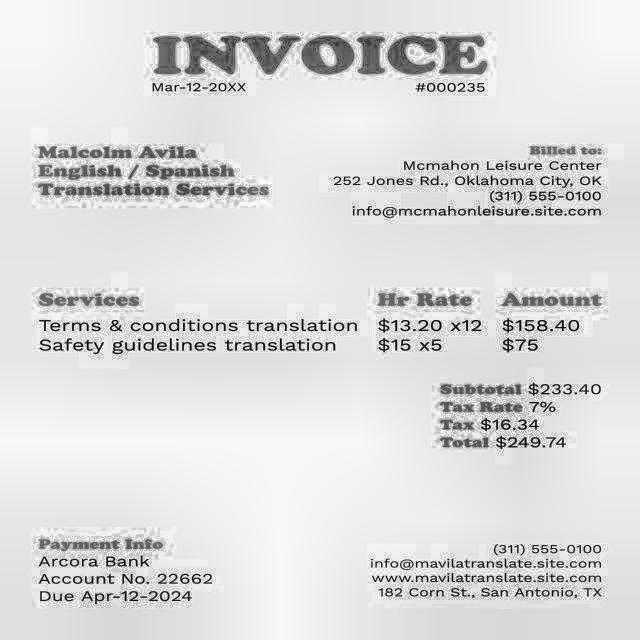 INVOICE
Mar-12-20XX #000235
Malcolm Avila
English / Spanish
Translation Services
Billed to:
Mcmahon Leisure Center
252 Jones Rd., Oklahoma City, OK
(311) 555-0100
info@mcmahonleisure.site.com
Services Hr Rate Amount
Terms & conditions translation $13.20 x12 $158.40
Safety guidelines translation $15 x5 $75
Subtotal $233.40
Tax Rate 7%
Tax $16.34
Total $249.74
Payment Info
Arcora Bank
Account No. 22662
Due Apr-12-2024
(311) 555-0100
info@mavilatranslate.site.com
www.mavilatranslate.site.com
182 Corn St., San Antonio, TX